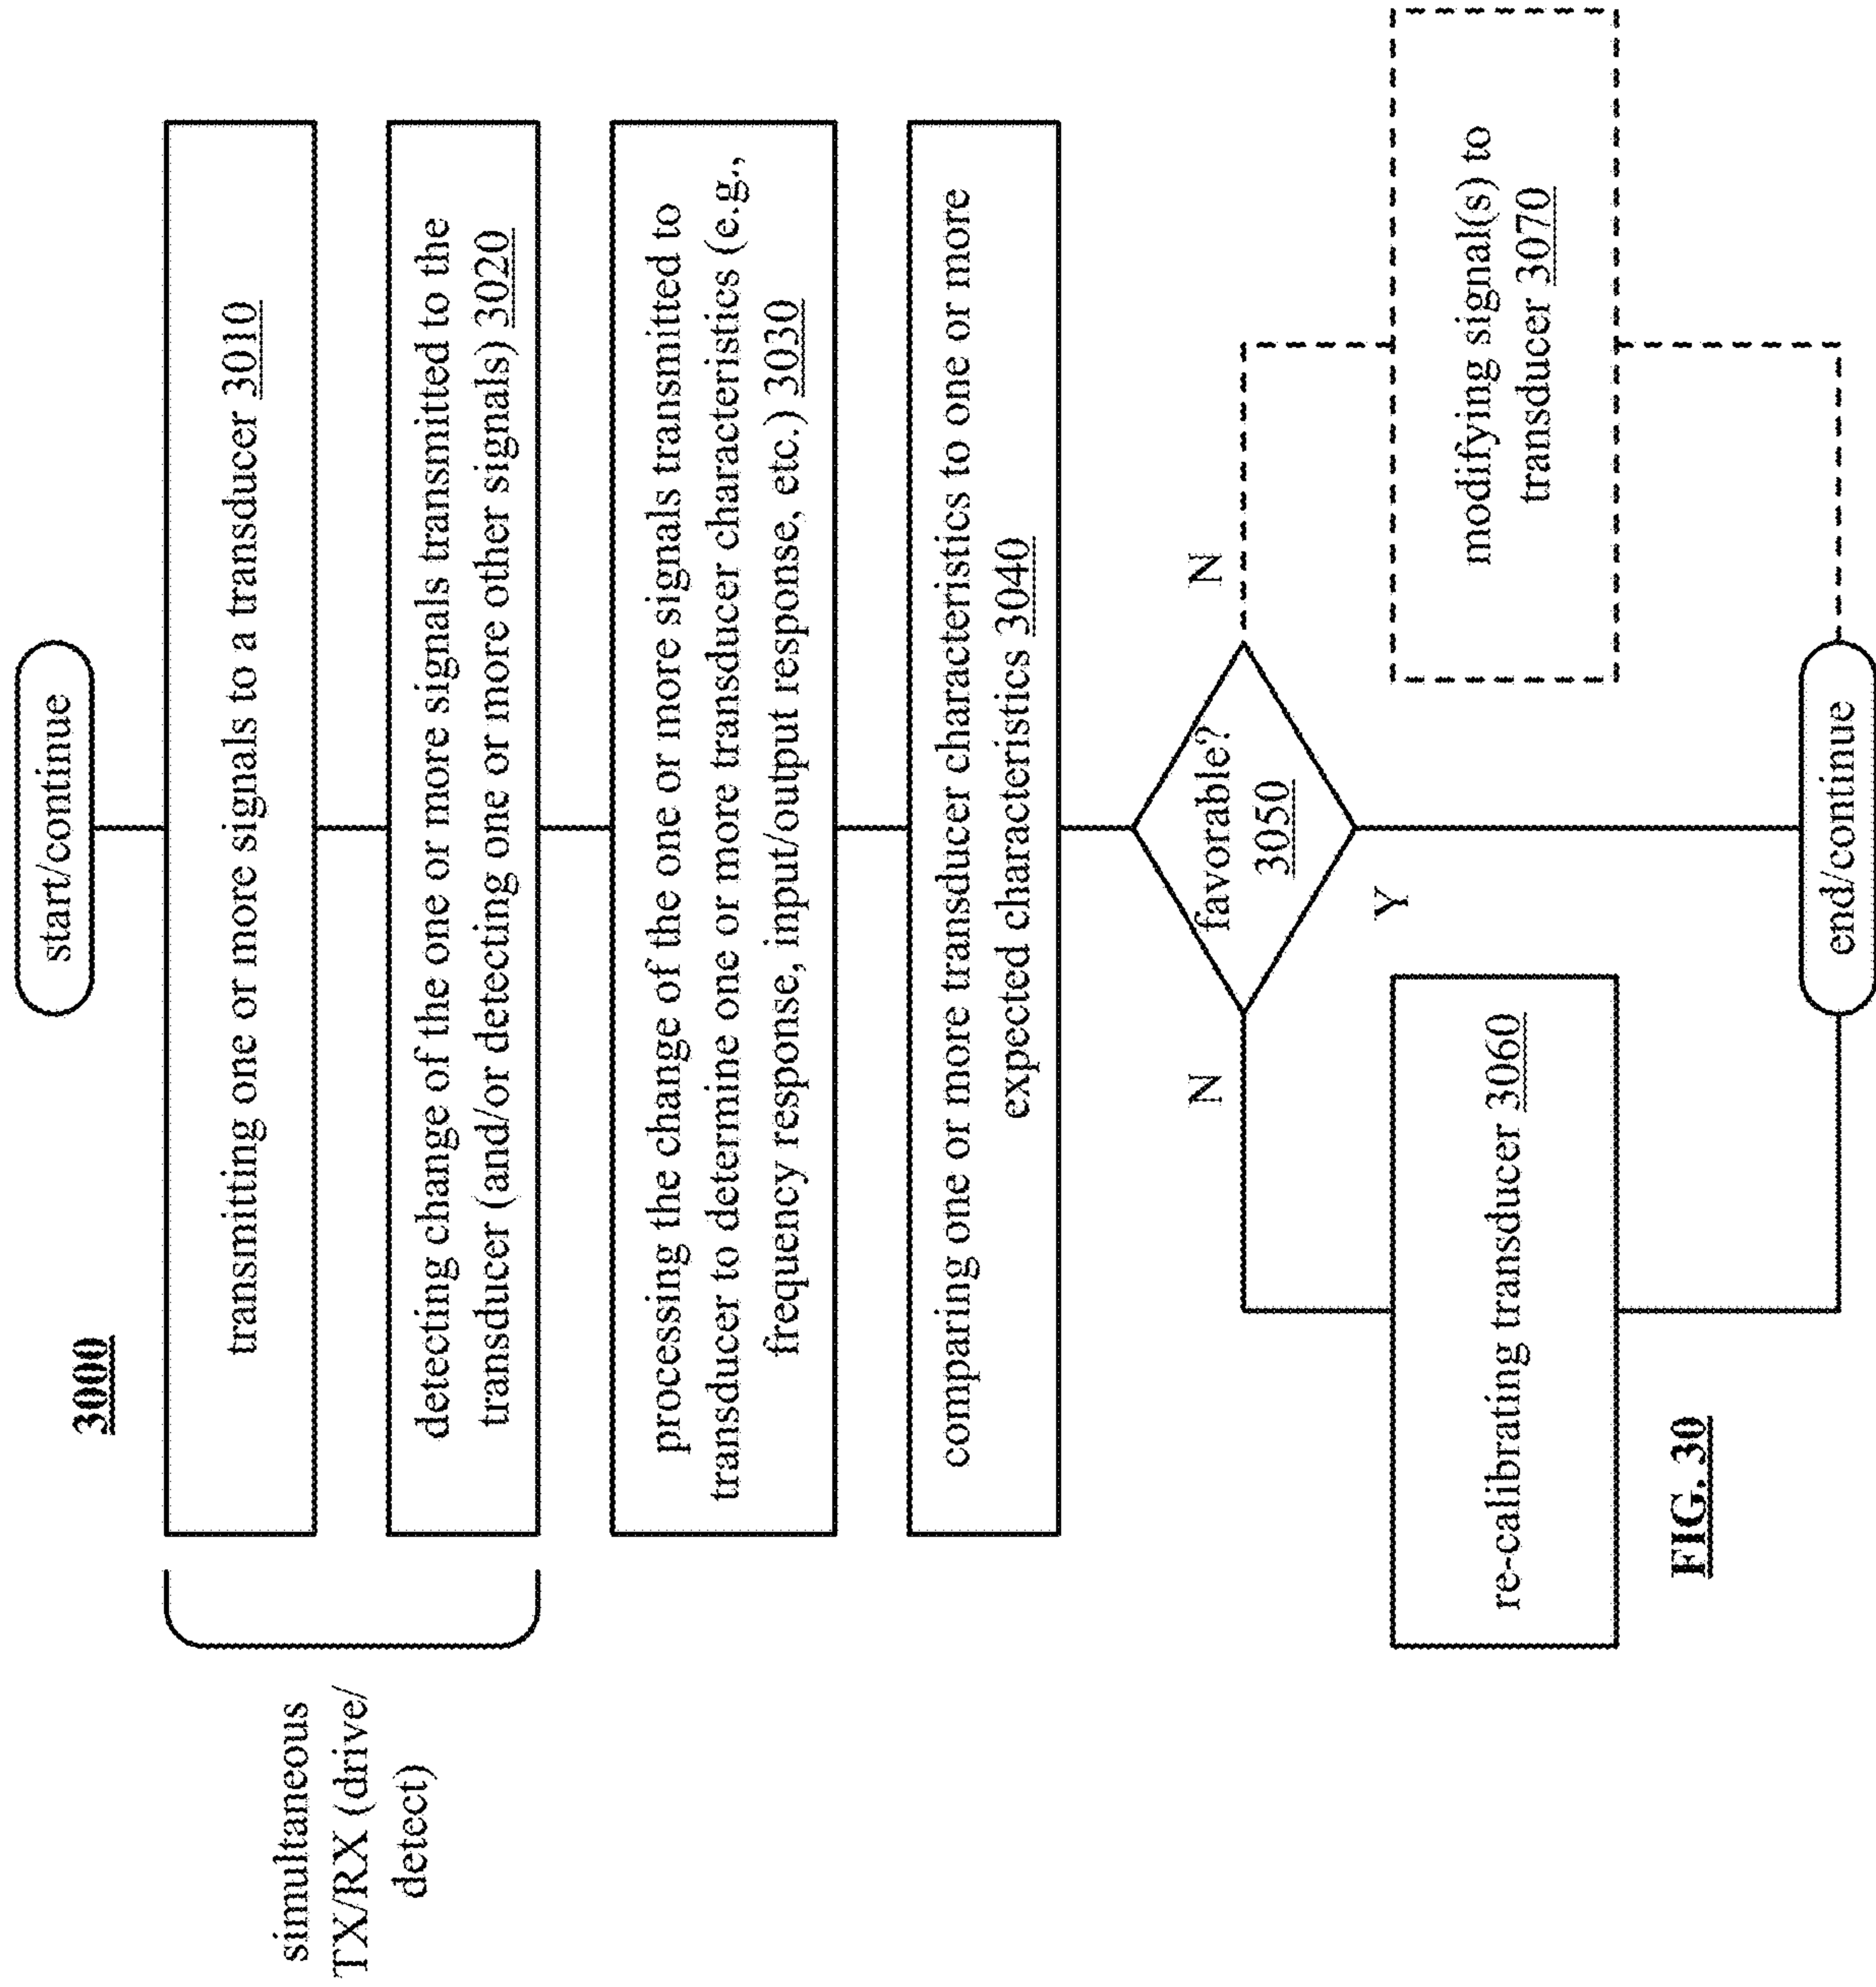 3000
start/continue
transmitting one or more signals to a transducer 3010
simultaneous
TX/RX (drive/
detect)
detecting change of the one or more signals transmitted to the
transducer (and/or detecting one or more other signals) 3020
processing the change of the one or more signals transmitted to
transducer to determine one or more transducer characteristics (e.g.,
frequency response, input/output response, etc.) 3030
comparing one or more transducer characteristics to one or more
expected characteristics 3040
favorable?
3050
N
N
Y
re-calibrating transducer 3060
modifying signal(s) to
transducer 3070
end/continue
FIG. 30